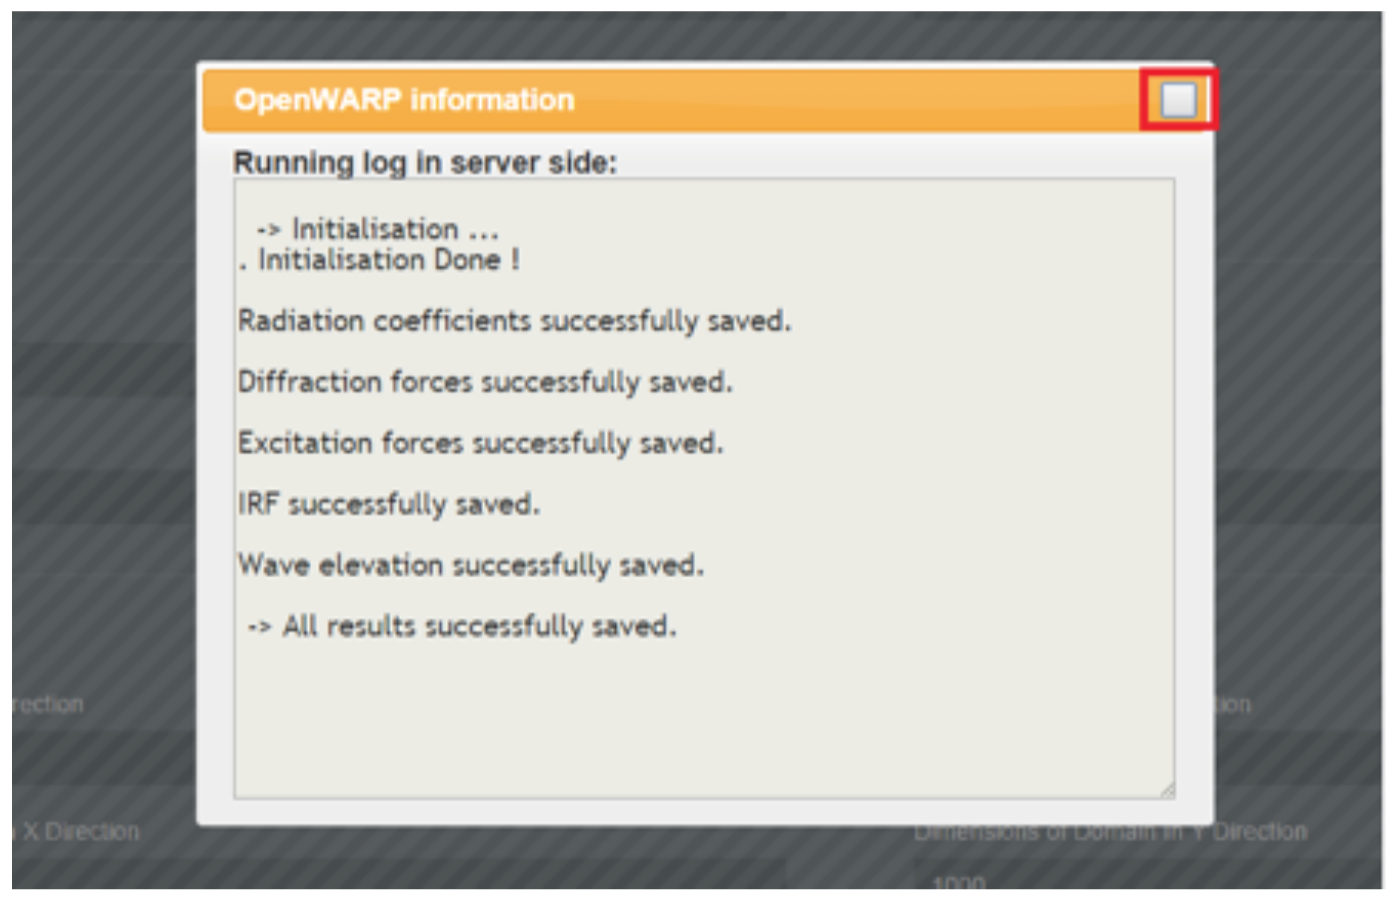 OpenWARP information
Running log in server side:
-> Initialisation ...
. Initialisation Done !
Radiation coefficients successfully saved.
Diffraction forces successfully saved.
Excitation forces successfully saved.
IRF successfully saved.
Wave elevation successfully saved.
-> All results successfully saved.
X Direction
Dimensions of Domain in Y Direction
1000